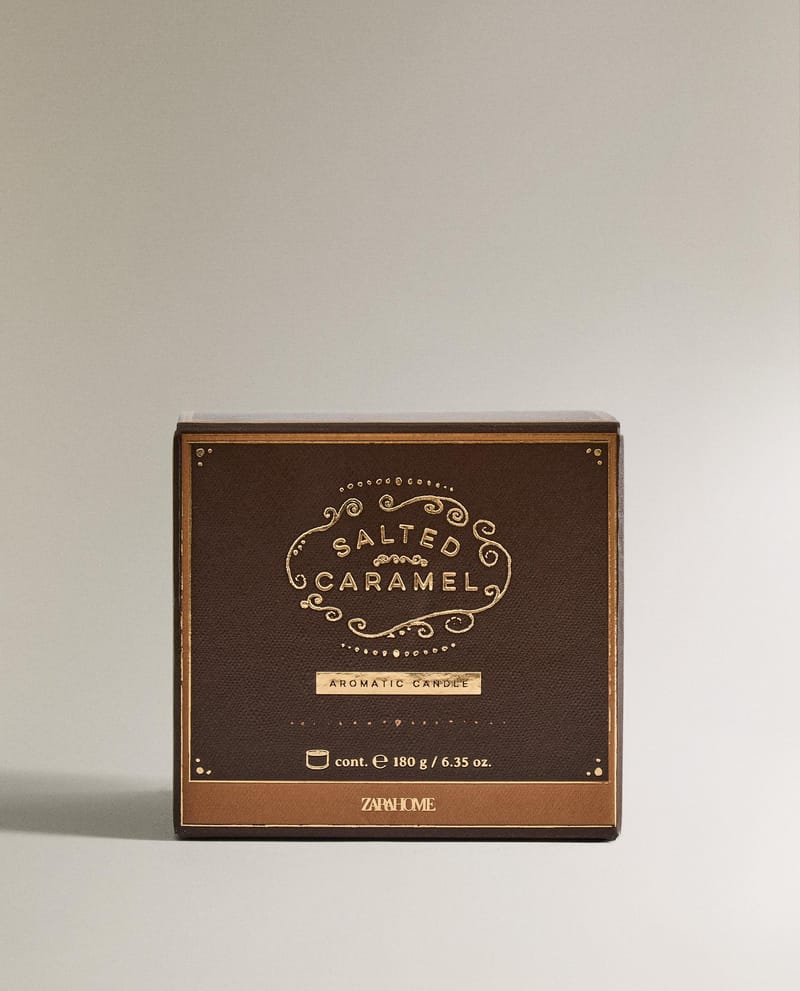 SALTED
CARAMEL
AROMATIC CANDLE
cont. ℮ 180 g / 6.35 oz.
ZARAHOME